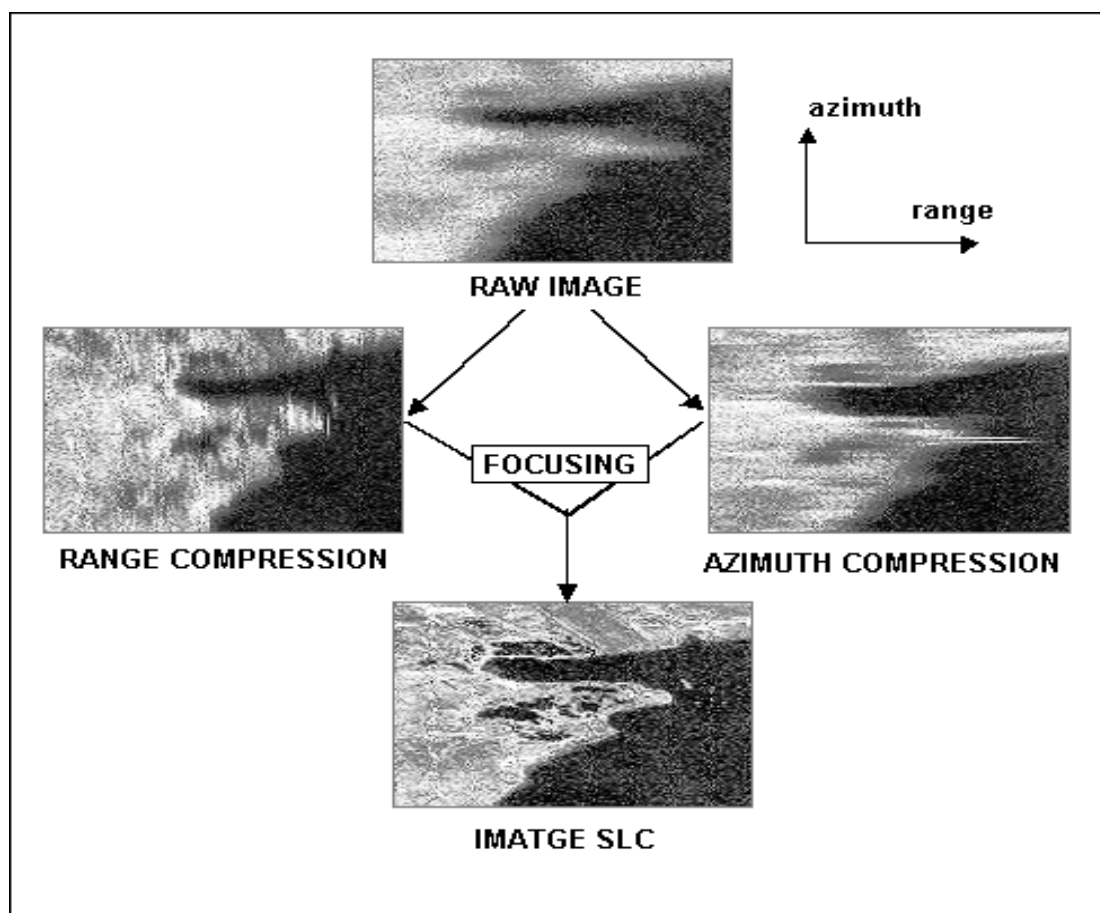 azimuth
range
RAW IMAGE
FOCUSING
RANGE COMPRESSION
AZIMUTH COMPRESSION
IMATGE SLC